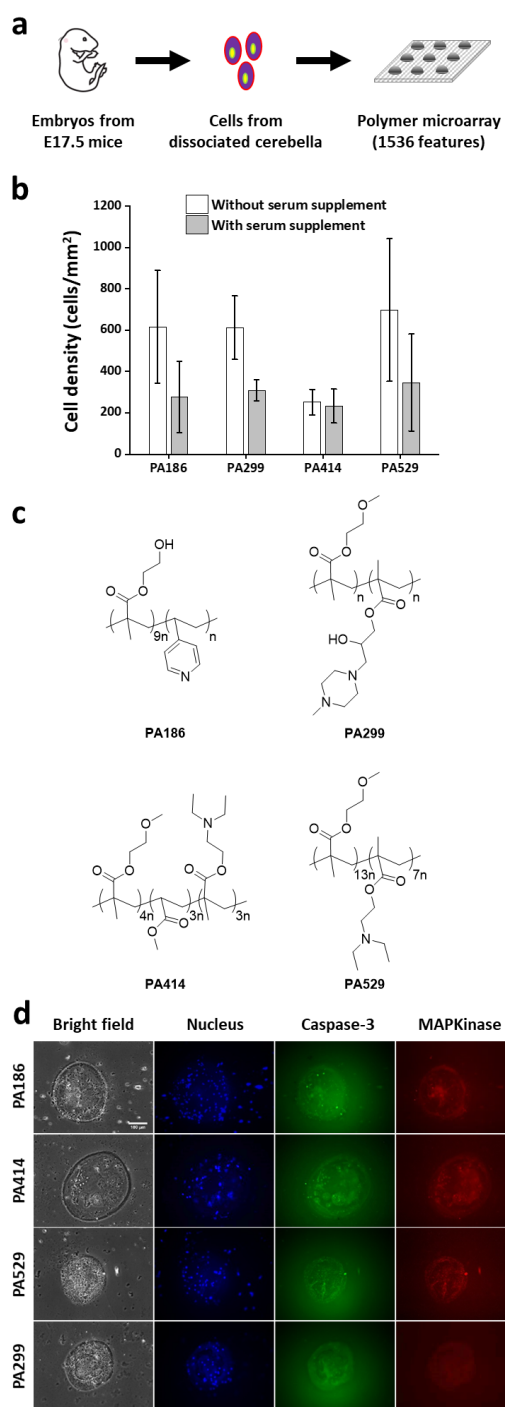 a
Embryos from
E17.5 mice
Cells from
dissociated cerebella
Polymer microarray
(1536 features)
b
Cell density (cells/mm²)
1200
1000
800
600
400
200
0
Without serum supplement
With serum supplement
PA186 PA299 PA414 PA529
c
OH
O
O
9n
n
N
PA186
O
O
O
n
n
O
O
HO
N
N
PA299
O
N
O
O
O
O
4n
3n
3n
O
O
PA414
O
O
O
13n
7n
O
O
N
PA529
d
Bright field Nucleus Caspase-3 MAPKinase
PA186
100 µm
PA414
PA529
PA299